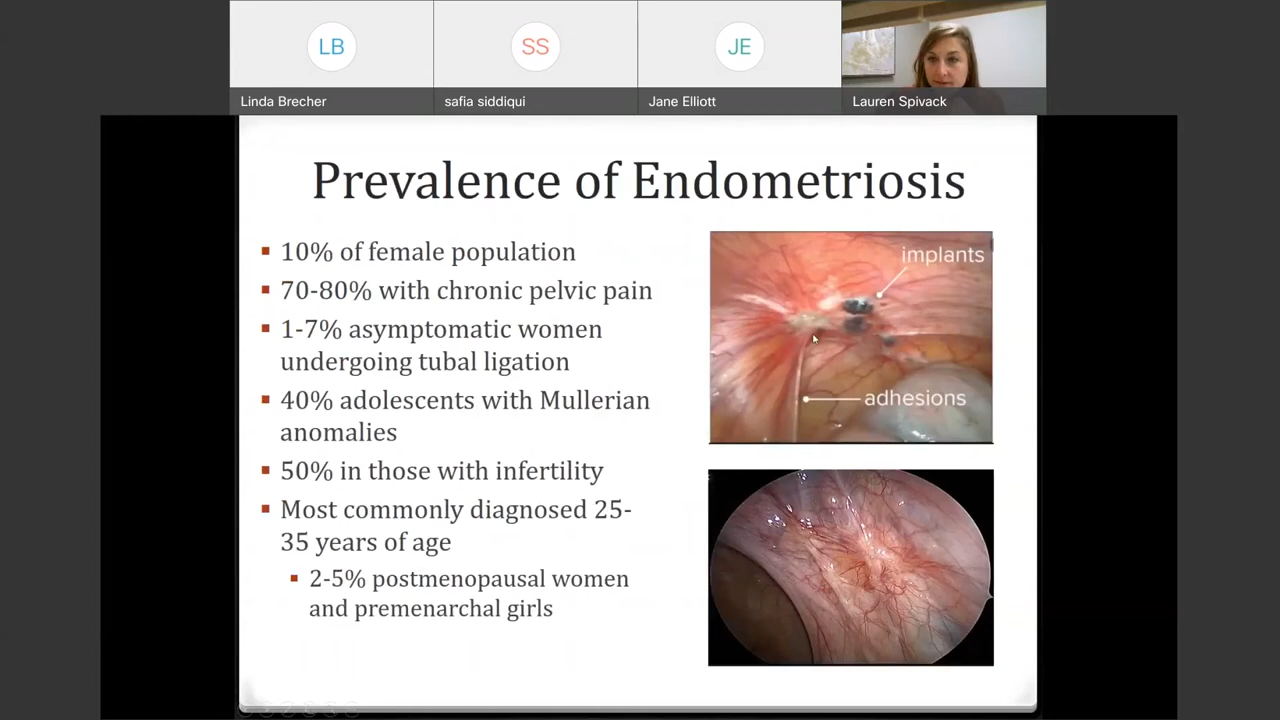 LB
SS
JE
Linda Brecher
safia siddiqui
Jane Elliott
Lauren Spivack
Prevalence of Endometriosis
10% of female population
70-80% with chronic pelvic pain
1-7% asymptomatic women
undergoing tubal ligation
40% adolescents with Mullerian
anomalies
50% in those with infertility
Most commonly diagnosed 25-
35 years of age
2-5% postmenopausal women
and premenarchal girls
implants
adhesions